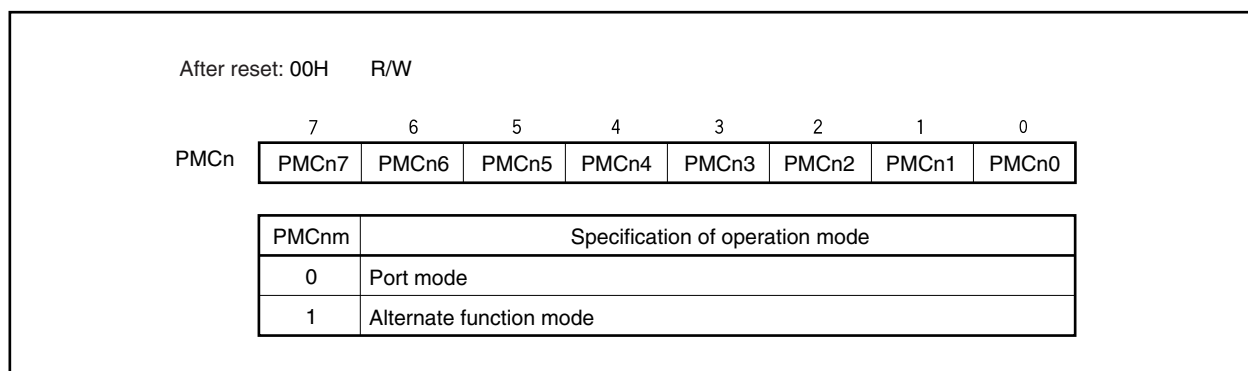 After reset: 00H R/W
7 6 5 4 3 2 1 0
PMCn PMCn7 PMCn6 PMCn5 PMCn4 PMCn3 PMCn2 PMCn1 PMCn0
PMCnm Specification of operation mode
0 Port mode
1 Alternate function mode